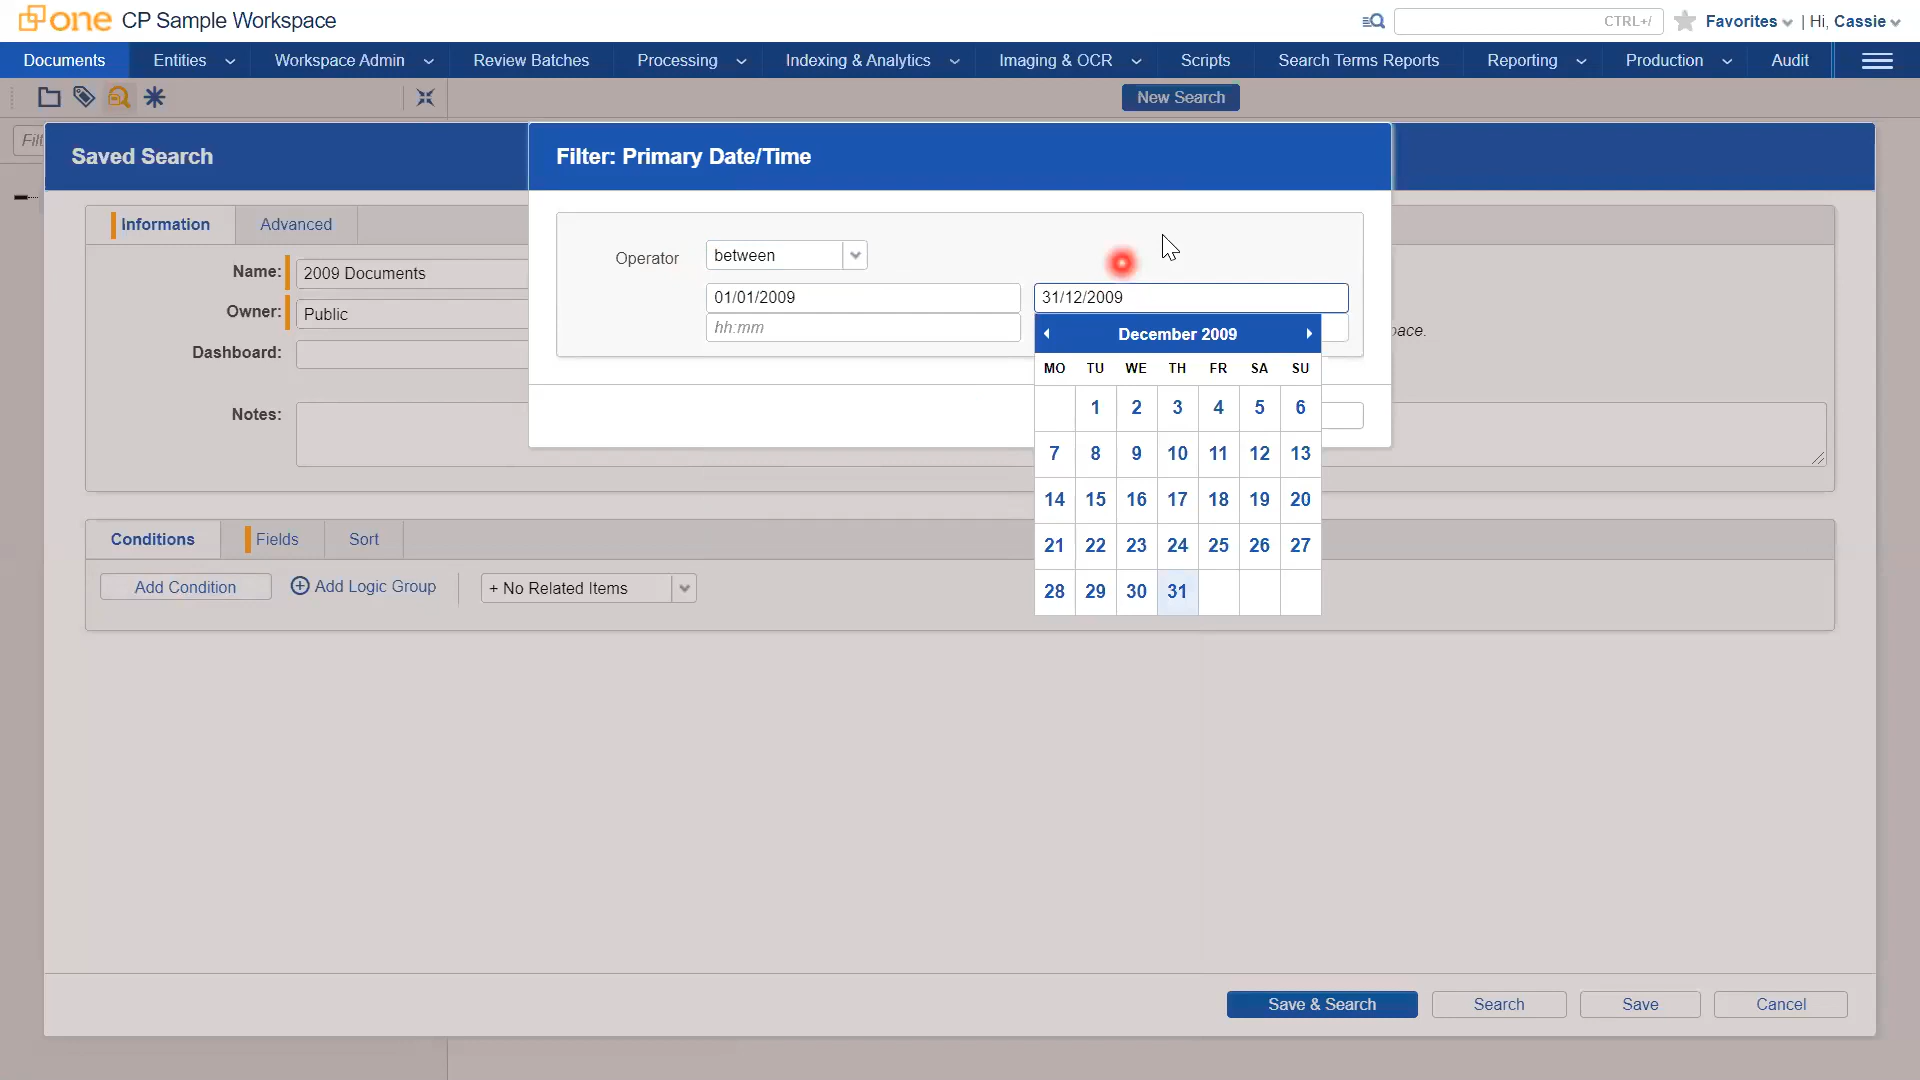 one CP Sample Workspace
CTRL+/
Favorites | Hi, Cassie
Documents Entities Workspace Admin Review Batches Processing Indexing & Analytics Imaging & OCR Scripts Search Terms Reports Reporting Production Audit
New Search
Saved Search
Filter: Primary Date/Time
Information Advanced
Operator between
Name: 2009 Documents
01/01/2009 31/12/2009
Owner: Public
hh:mm
December 2009
Dashboard:
MO TU WE TH FR SA SU
1 2 3 4 5 6
Notes:
7 8 9 10 11 12 13
14 15 16 17 18 19 20
21 22 23 24 25 26 27
28 29 30 31
Conditions Fields Sort
Add Condition Add Logic Group + No Related Items
Save & Search Search Save Cancel